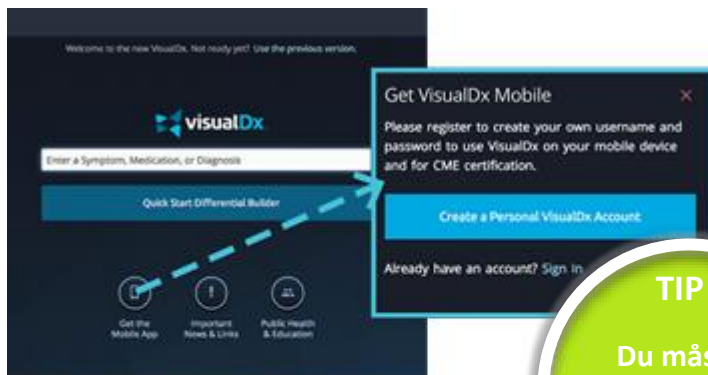 Welcome to the new VisualDx. Not ready yet? Use the previous version.
visualDx
Enter a Symptom, Medication, or Diagnosis
Quick Start Differential Builder
Get the
Mobile App
Important
News & Links
Public Health
& Education
Get VisualDx Mobile
Please register to create your own username and
password to use VisualDx on your mobile device
and for CME certification.
Create a Personal VisualDx Account
Already have an account? Sign in
TIP
Du mås